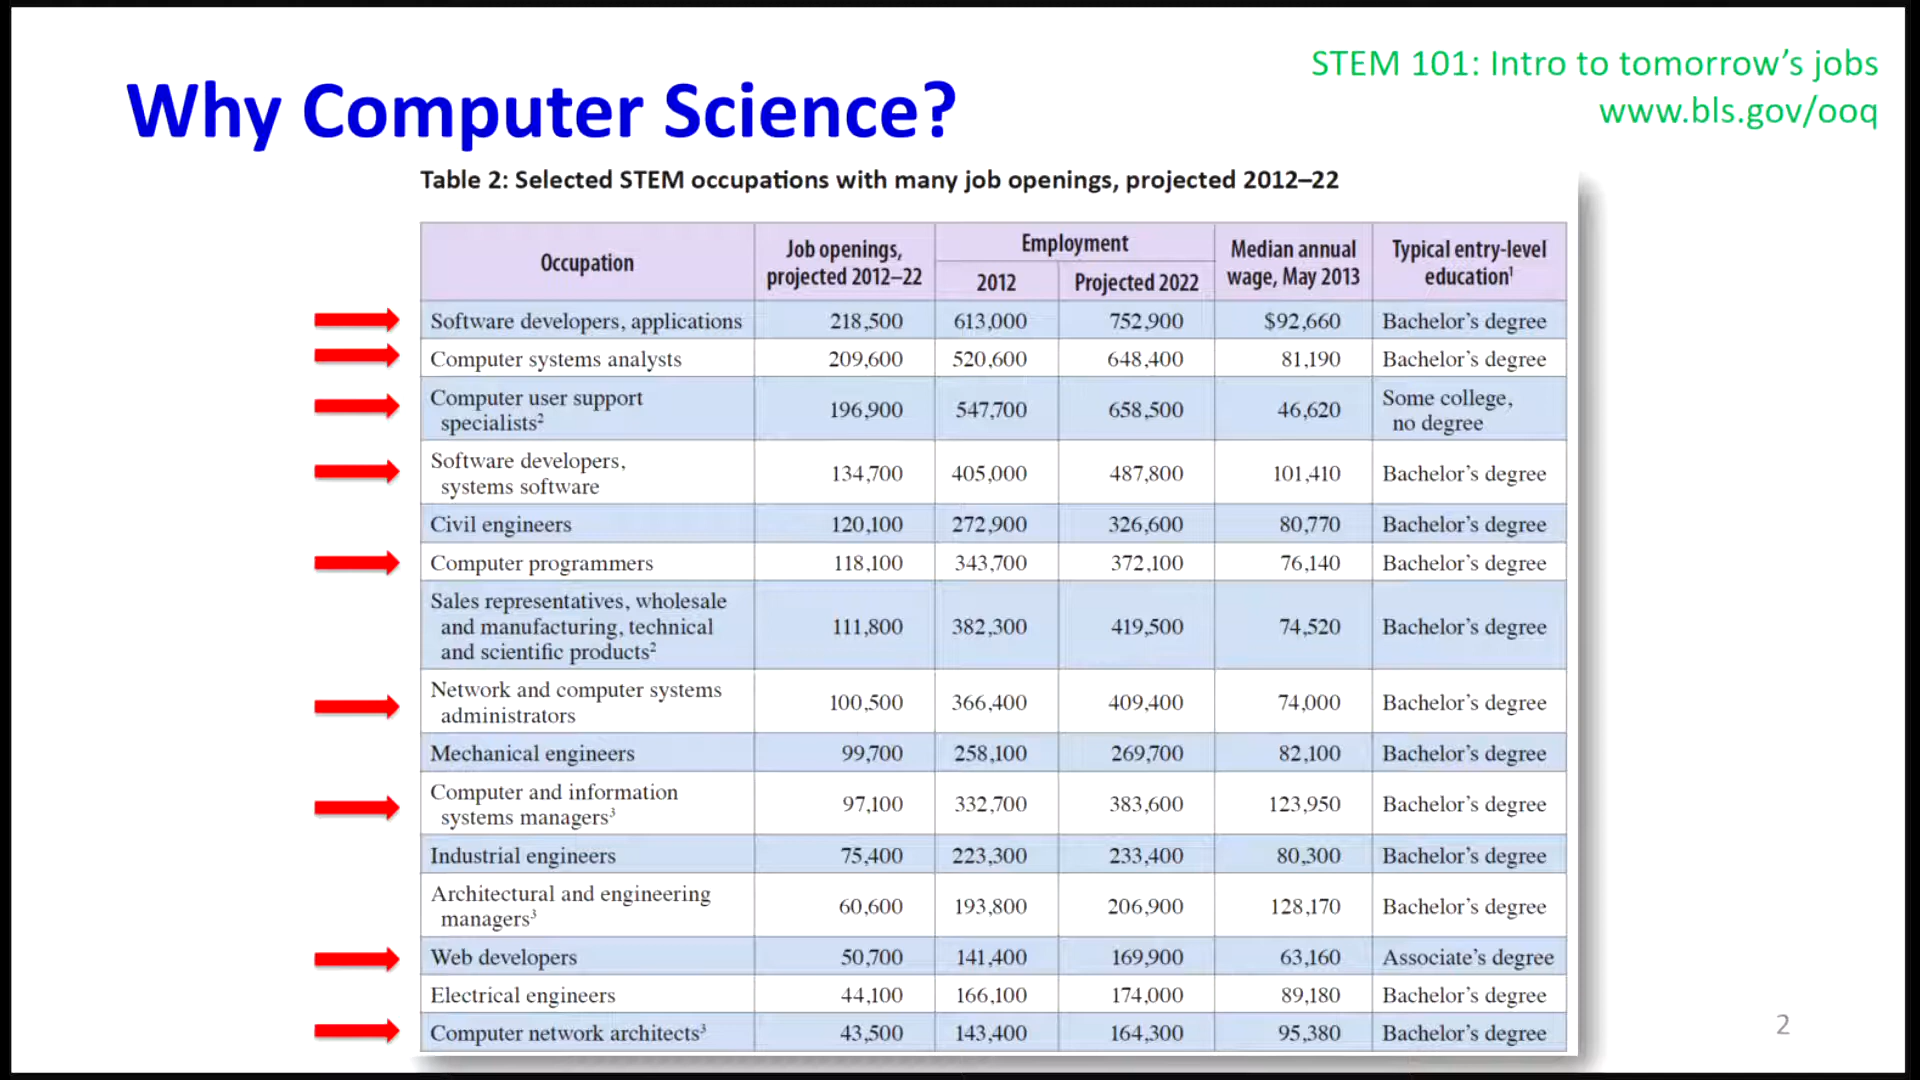 STEM 101: Intro to tomorrow’s jobs
www.bls.gov/ooq
Why Computer Science?
Table 2: Selected STEM occupations with many job openings, projected 2012–22
Occupation
Job openings,
projected 2012–22
Employment
2012
Projected 2022
Median annual
wage, May 2013
Typical entry-level
education¹
Software developers, applications 218,500 613,000 752,900 $92,660 Bachelor’s degree
Computer systems analysts 209,600 520,600 648,400 81,190 Bachelor’s degree
Computer user support
specialists² 196,900 547,700 658,500 46,620 Some college,
no degree
Software developers,
systems software 134,700 405,000 487,800 101,410 Bachelor’s degree
Civil engineers 120,100 272,900 326,600 80,770 Bachelor’s degree
Computer programmers 118,100 343,700 372,100 76,140 Bachelor’s degree
Sales representatives, wholesale
and manufacturing, technical 111,800 382,300 419,500 74,520 Bachelor’s degree
and scientific products²
Network and computer systems
administrators 100,500 366,400 409,400 74,000 Bachelor’s degree
Mechanical engineers 99,700 258,100 269,700 82,100 Bachelor’s degree
Computer and information
systems managers³ 97,100 332,700 383,600 123,950 Bachelor’s degree
Industrial engineers 75,400 223,300 233,400 80,300 Bachelor’s degree
Architectural and engineering
managers³ 60,600 193,800 206,900 128,170 Bachelor’s degree
Web developers 50,700 141,400 169,900 63,160 Associate’s degree
Electrical engineers 44,100 166,100 174,000 89,180 Bachelor’s degree
Computer network architects³ 43,500 143,400 164,300 95,380 Bachelor’s degree
2